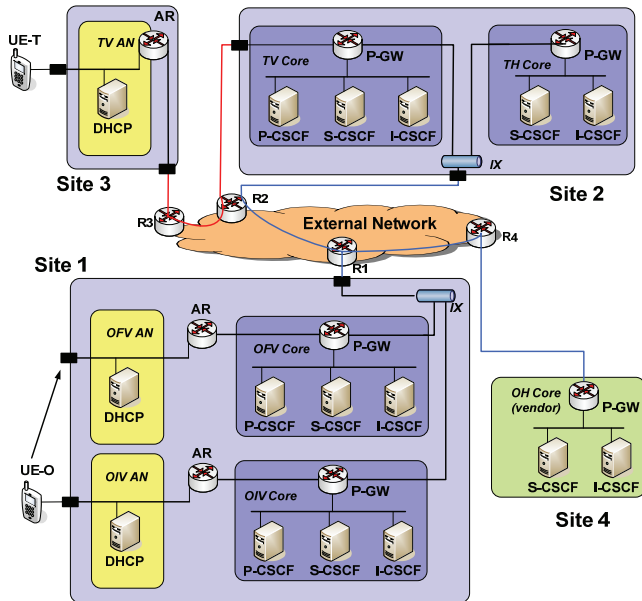 AR
UE-T
TV AN
DHCP
Site 3
TV Core
P-GW
P-CSCF
S-CSCF
I-CSCF
TH Core
P-GW
S-CSCF
I-CSCF
IX
Site 2
R3
R2
External Network
R4
R1
Site 1
OFV AN
AR
DHCP
OFV Core
P-GW
P-CSCF
S-CSCF
I-CSCF
IX
UE-O
OIV AN
AR
DHCP
OIV Core
P-GW
P-CSCF
S-CSCF
I-CSCF
OH Core
(vendor)
P-GW
S-CSCF
I-CSCF
Site 4